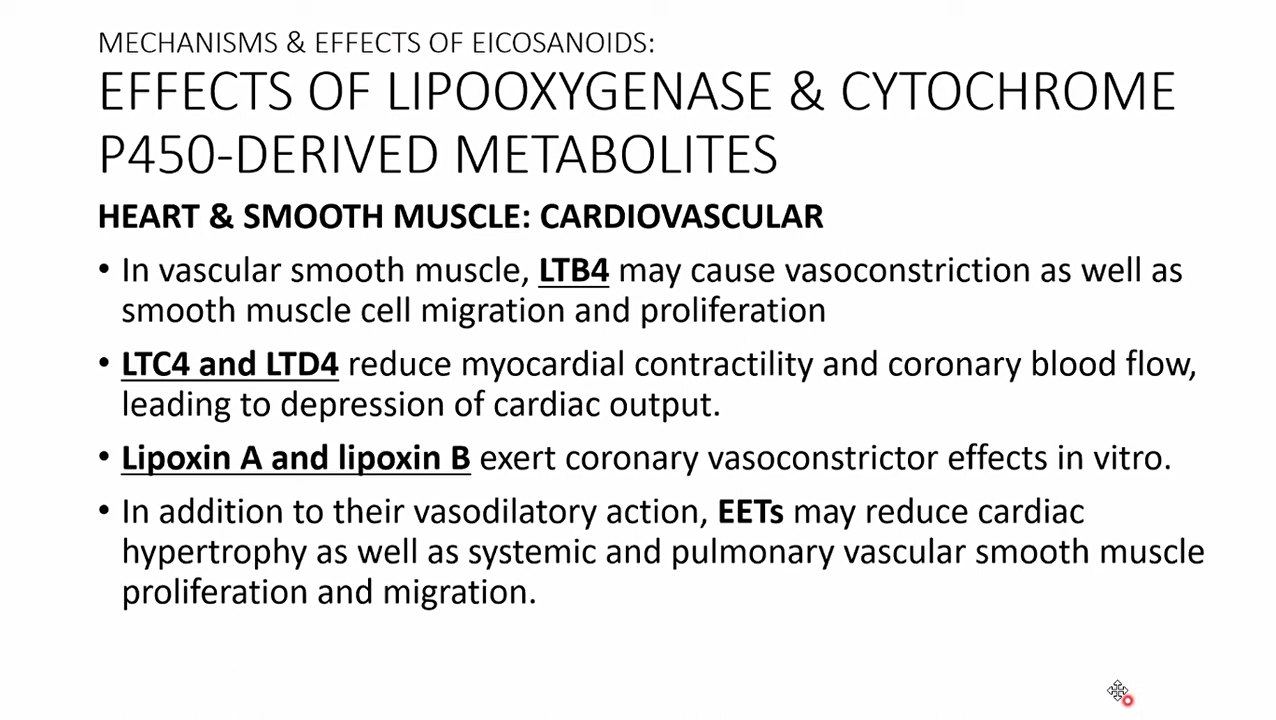 MECHANISMS & EFFECTS OF EICOSANOIDS:
EFFECTS OF LIPOOXYGENASE & CYTOCHROME
P450-DERIVED METABOLITES
HEART & SMOOTH MUSCLE: CARDIOVASCULAR
• In vascular smooth muscle, LTB4 may cause vasoconstriction as well as
smooth muscle cell migration and proliferation
• LTC4 and LTD4 reduce myocardial contractility and coronary blood flow,
leading to depression of cardiac output.
• Lipoxin A and lipoxin B exert coronary vasoconstrictor effects in vitro.
• In addition to their vasodilatory action, EETs may reduce cardiac
hypertrophy as well as systemic and pulmonary vascular smooth muscle
proliferation and migration.